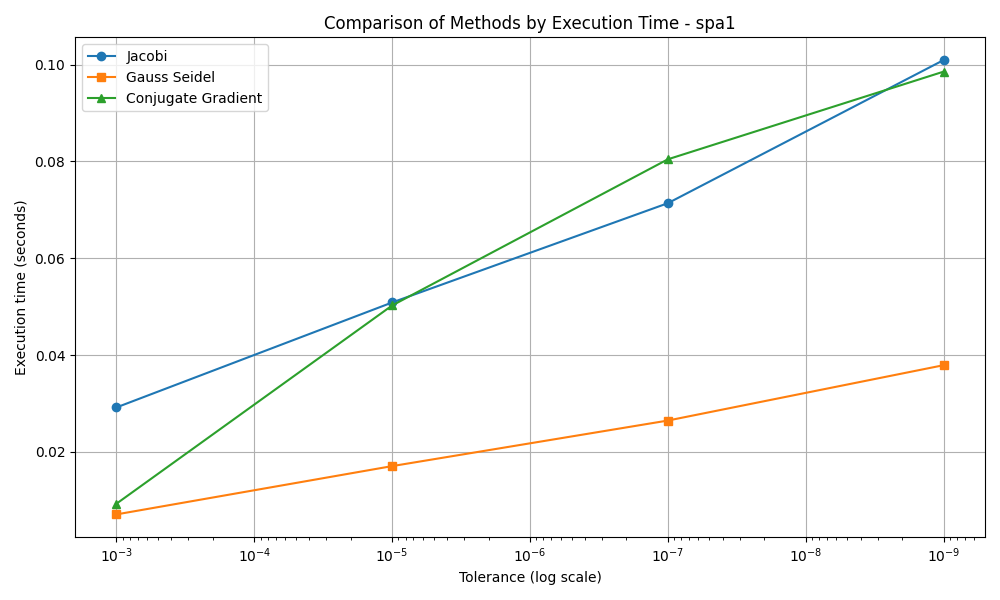 Comparison of Methods by Execution Time - spa1
Jacobi
Gauss Seidel
Conjugate Gradient
Execution time (seconds)
0.10
0.08
0.06
0.04
0.02
10⁻³ 10⁻⁴ 10⁻⁵ 10⁻⁶ 10⁻⁷ 10⁻⁸ 10⁻⁹
Tolerance (log scale)